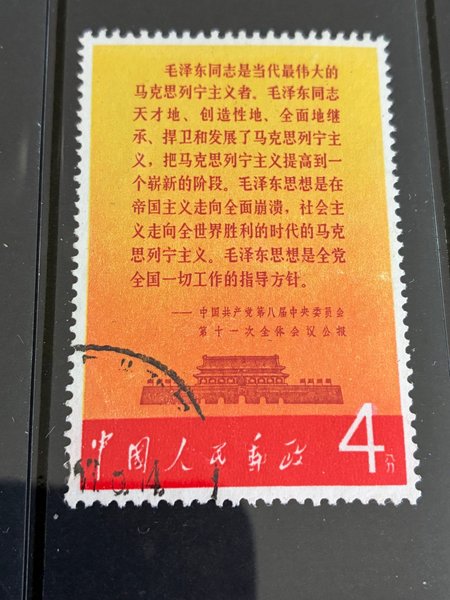 毛泽东同志是当代最伟大的
马克思列宁主义者。毛泽东同志
天才地、创造性地、全面地继
承、捍卫和发展了马克思列宁主
义，把马克思列宁主义提高到一
个崭新的阶段。毛泽东思想是在
帝国主义走向全面崩溃，社会主
义走向全世界胜利的时代的马克
思列宁主义。毛泽东思想是全党
全国一切工作的指导方针。
——中国共产党第八届中央委员会
第十一次全体会议公报
中国人民邮政 4分